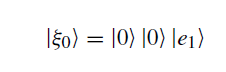 |ξ₀⟩ = |0⟩ |0⟩ |e₁⟩